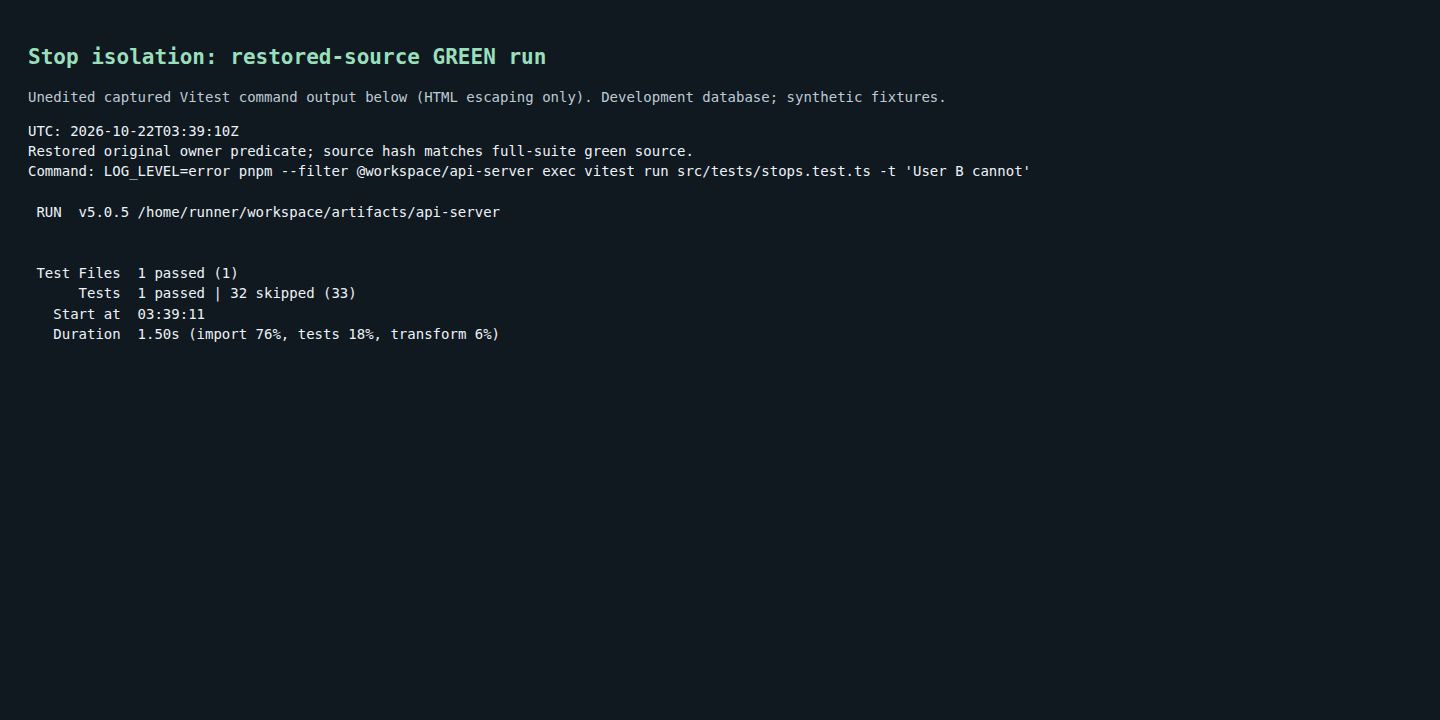 Stop isolation: restored-source GREEN run
Unedited captured Vitest command output below (HTML escaping only). Development database; synthetic fixtures.
UTC: 2026-10-22T03:39:10Z
Restored original owner predicate; source hash matches full-suite green source.
Command: LOG_LEVEL=error pnpm --filter @workspace/api-server exec vitest run src/tests/stops.test.ts -t 'User B cannot'
RUN  v5.0.5 /home/runner/workspace/artifacts/api-server
Test Files  1 passed (1)
Tests  1 passed | 32 skipped (33)
Start at  03:39:11
Duration  1.50s (import 76%, tests 18%, transform 6%)